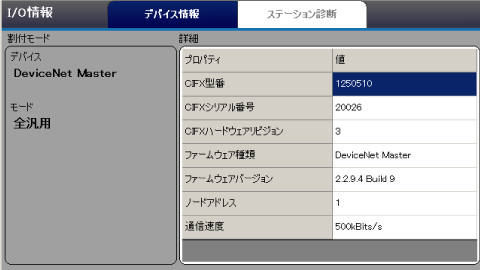 I/O情報 デバイス情報 ステーション診断
割付モード
デバイス
DeviceNet Master
モード
全汎用
詳細
プロパティ 値
CIFX型番 1250510
CIFXシリアル番号 20026
CIFXハードウェアリビジョン 3
ファームウェア種類 DeviceNet Master
ファームウェアバージョン 2.2.9.4 Build 9
ノードアドレス 1
通信速度 500kBits/s